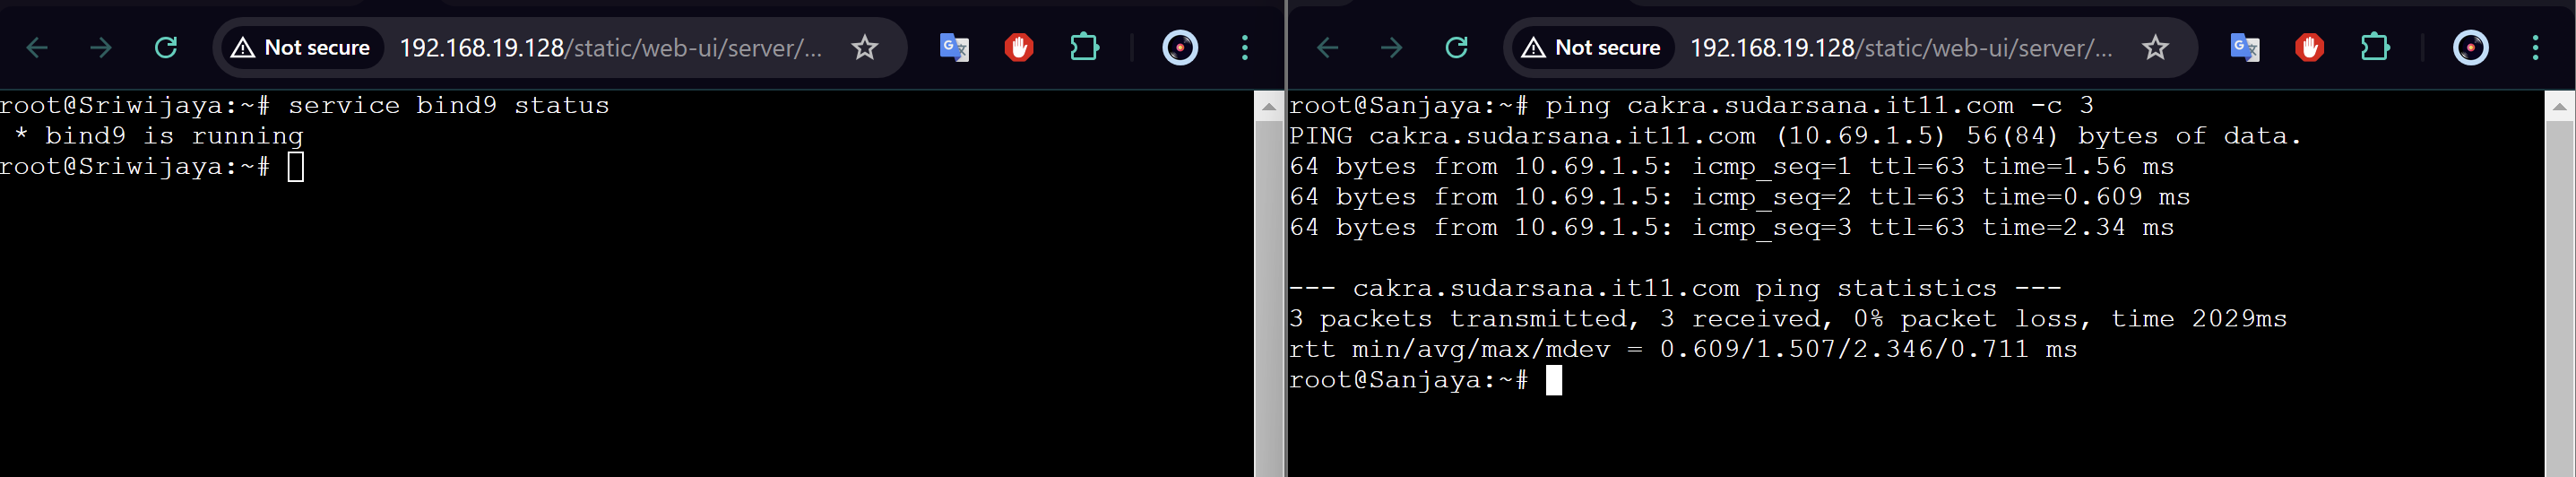 Not secure 192.168.19.128/static/web-ui/server/...
root@Sriwijaya:~# service bind9 status
 * bind9 is running
root@Sriwijaya:~#
Not secure 192.168.19.128/static/web-ui/server/...
root@Sanjaya:~# ping cakra.sudarsana.it11.com -c 3
PING cakra.sudarsana.it11.com (10.69.1.5) 56(84) bytes of data.
64 bytes from 10.69.1.5: icmp_seq=1 ttl=63 time=1.56 ms
64 bytes from 10.69.1.5: icmp_seq=2 ttl=63 time=0.609 ms
64 bytes from 10.69.1.5: icmp_seq=3 ttl=63 time=2.34 ms
--- cakra.sudarsana.it11.com ping statistics ---
3 packets transmitted, 3 received, 0% packet loss, time 2029ms
rtt min/avg/max/mdev = 0.609/1.507/2.346/0.711 ms
root@Sanjaya:~#